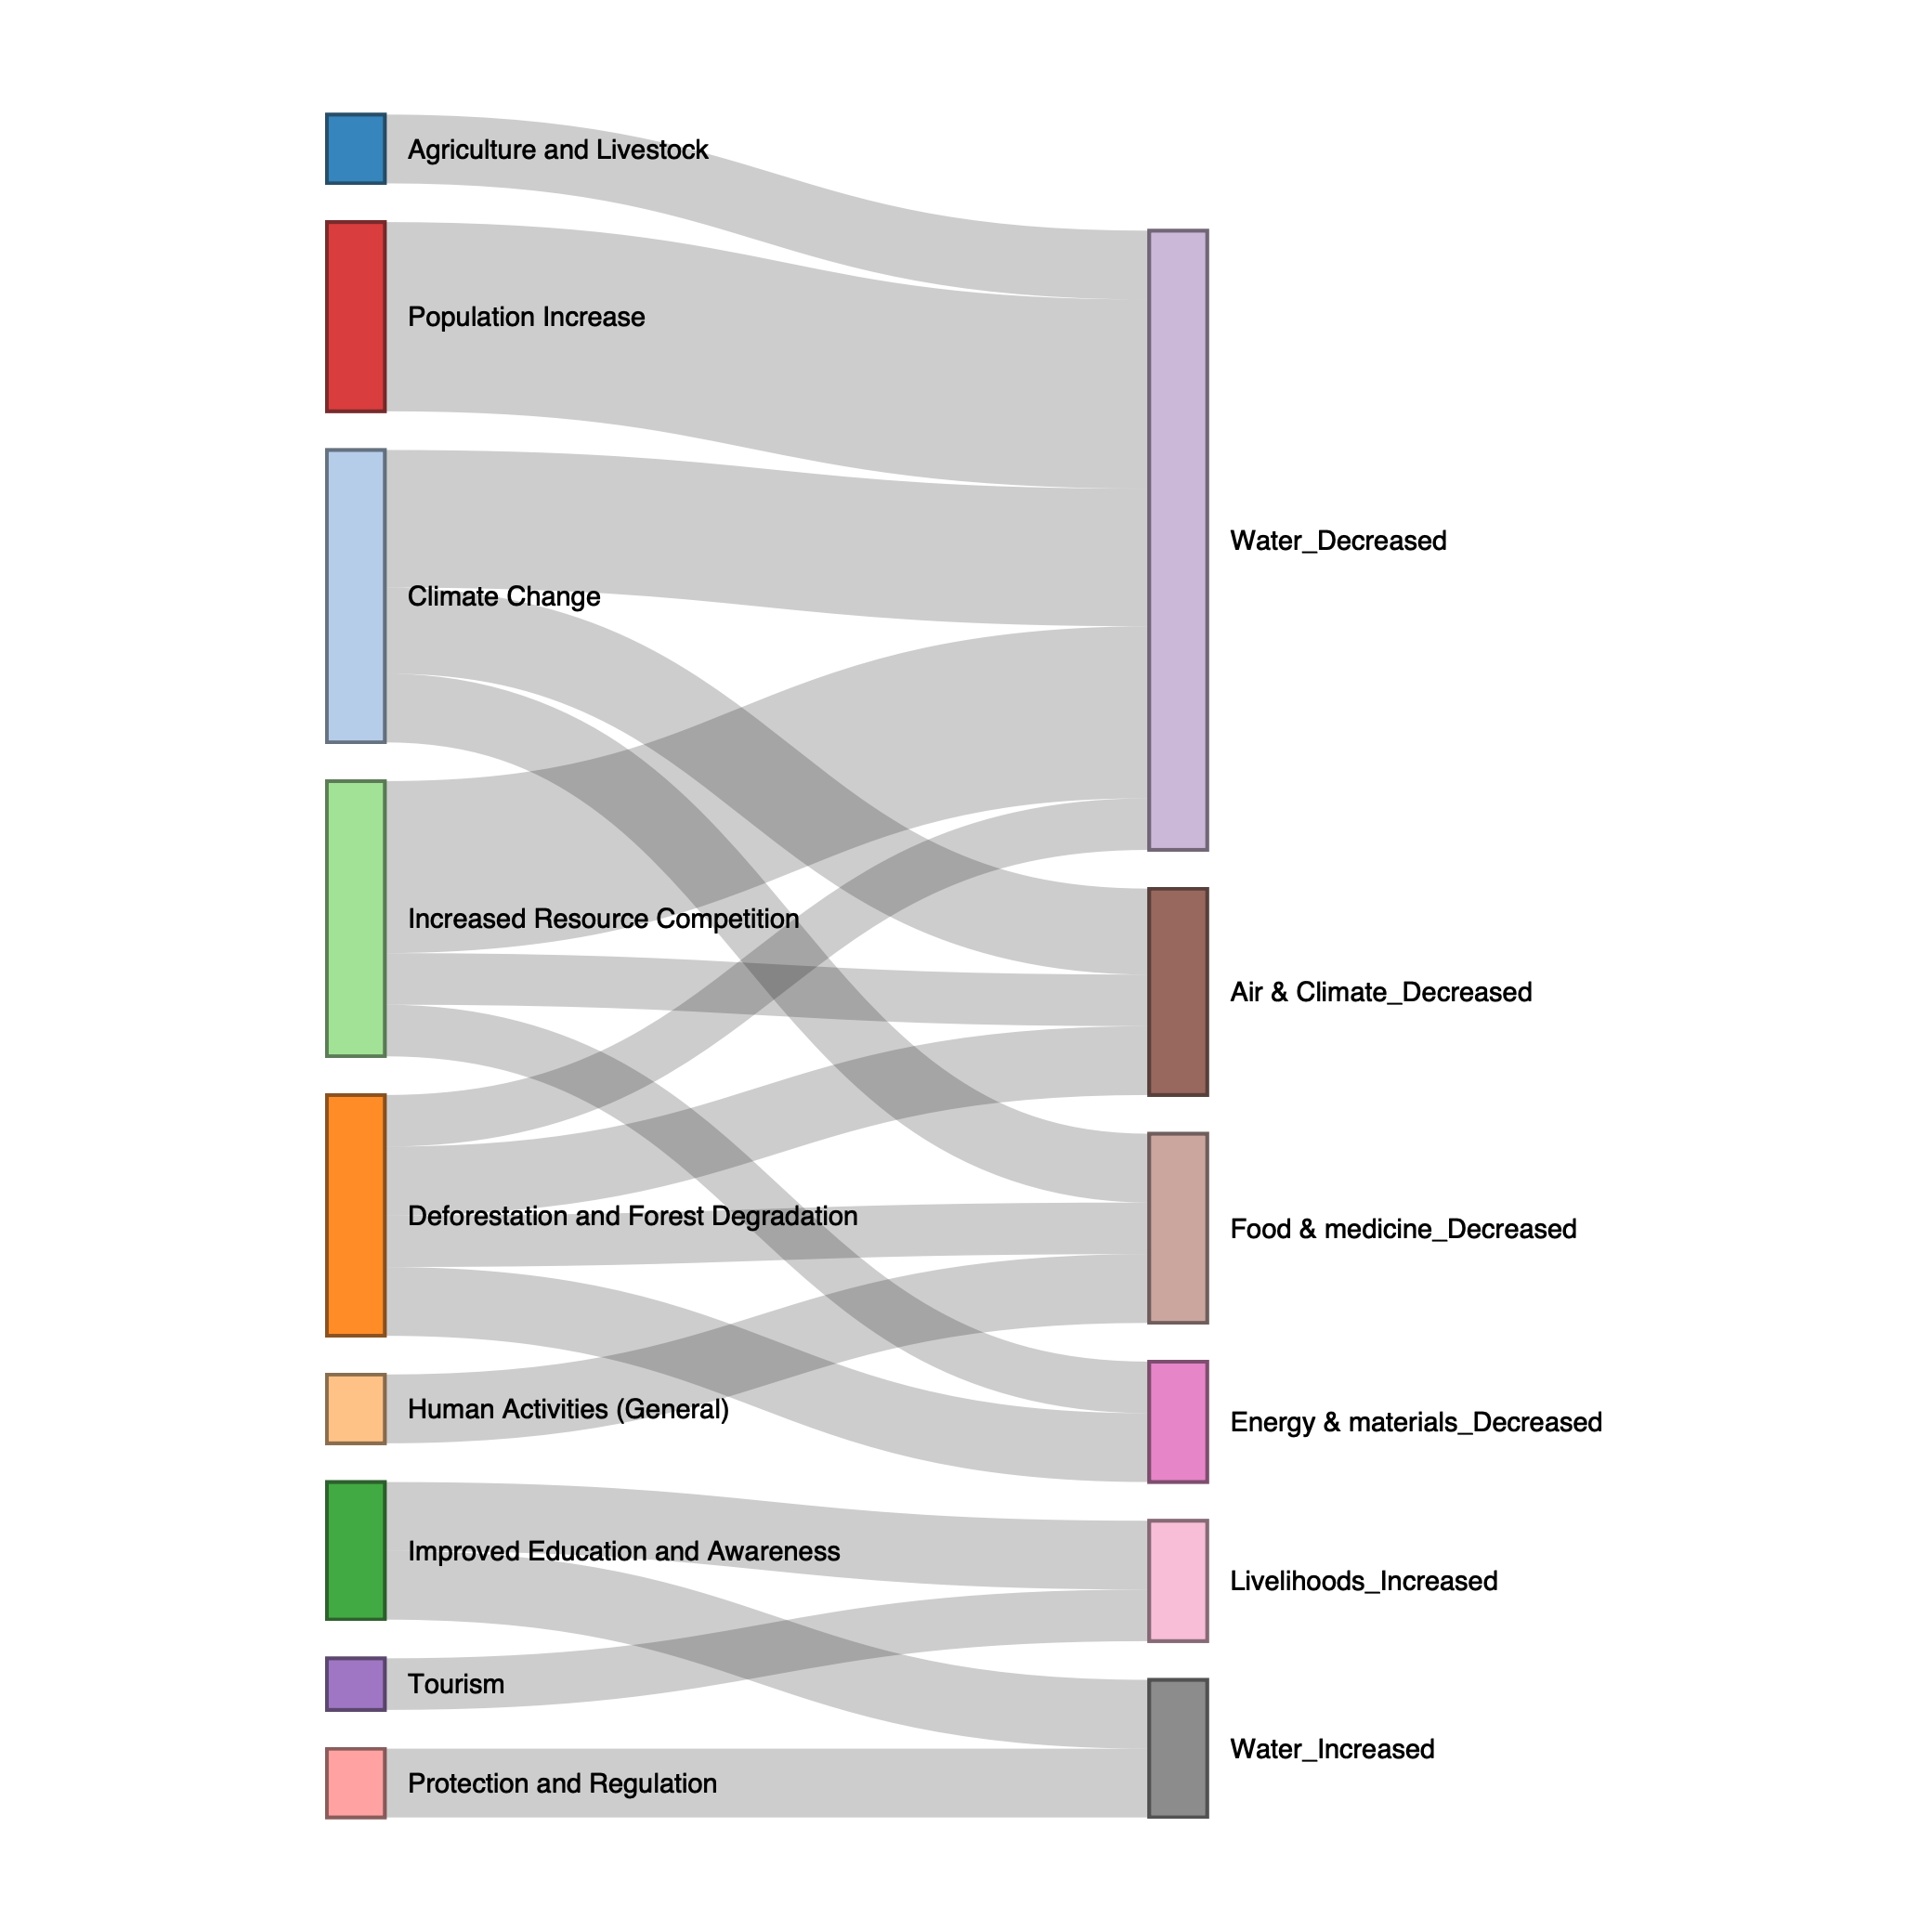 Agriculture and Livestock
Population Increase
Climate Change
Increased Resource Competition
Deforestation and Forest Degradation
Human Activities (General)
Improved Education and Awareness
Tourism
Protection and Regulation
Water_Decreased
Air & Climate_Decreased
Food & medicine_Decreased
Energy & materials_Decreased
Livelihoods_Increased
Water_Increased